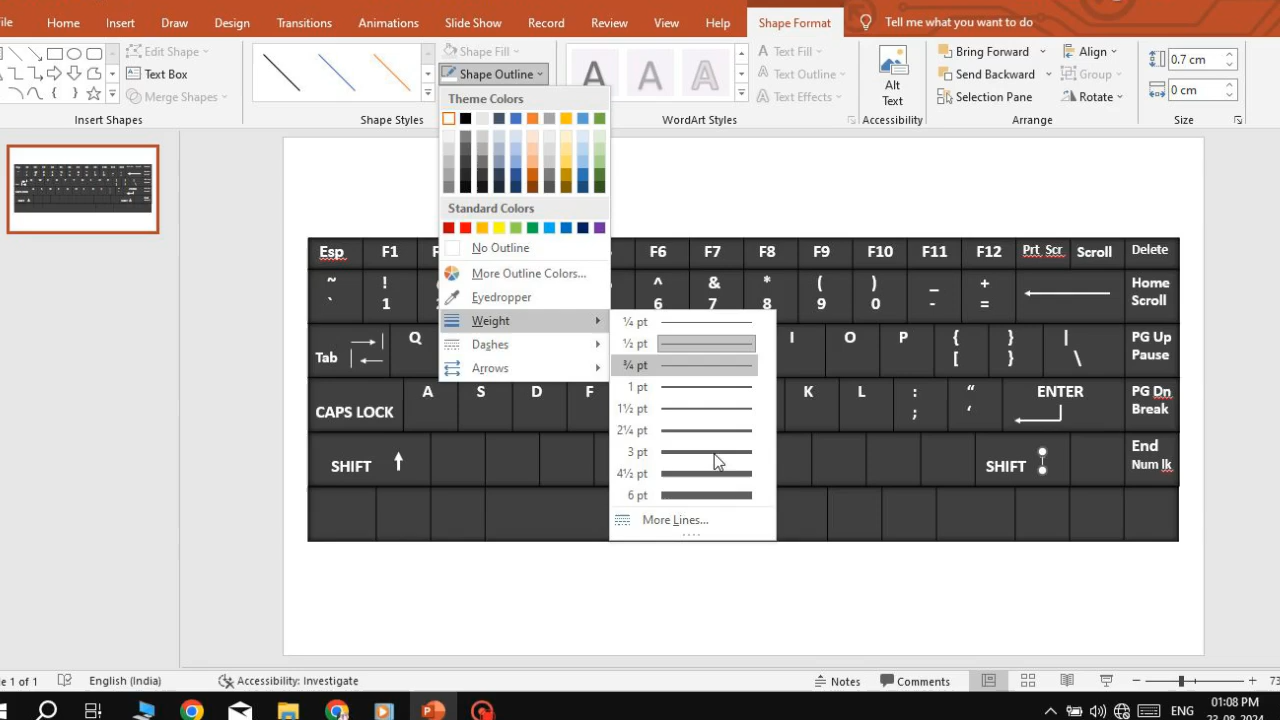 Home Insert Draw Design Transitions Animations Slide Show Record Review View Help Shape Format Tell me what you want to do
Edit Shape
Text Box
Merge Shapes
Insert Shapes
Shape Styles
Shape Fill
Shape Outline
A A A
WordArt Styles
Text Fill
Text Outline
Text Effects
Alt
Text
Accessibility
Bring Forward
Send Backward
Selection Pane
Align
Group
Rotate
Arrange
0.7 cm
0 cm
Size
Theme Colors
Standard Colors
No Outline
More Outline Colors...
Eyedropper
Weight
Dashes
Arrows
¼ pt
½ pt
¾ pt
1 pt
1½ pt
2¼ pt
3 pt
4½ pt
6 pt
More Lines...
Esp F1 F6 F7 F8 F9 F10 F11 F12 Prt Scr Scroll Delete
~ ! ^ & * ( ) _ + Home
` 1 6 7 8 9 0 - = Scroll
Tab Q I O P { } | PG Up
[ } \ Pause
CAPS LOCK A S D F K L : “ ENTER PG Dn
; ‘ Break
SHIFT SHIFT End
Num lk
1 of 1 English (India) Accessibility: Investigate Notes Comments
ENG 01:08 PM